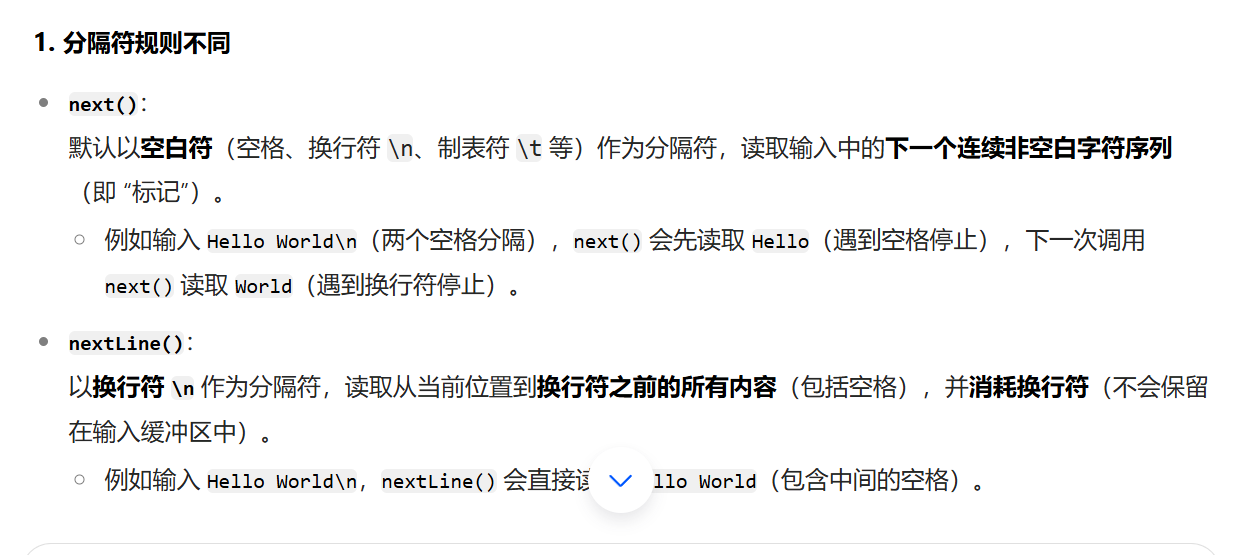 1. 分隔符规则不同
next()：
默认以空白符（空格、换行符 \n、制表符 \t 等）作为分隔符，读取输入中的下一个连续非空白字符序列
（即 “标记”）。
例如输入 Hello World\n（两个空格分隔），next() 会先读取 Hello（遇到空格停止），下一次调用
next() 读取 World（遇到换行符停止）。
nextLine()：
以换行符 \n 作为分隔符，读取从当前位置到换行符之前的所有内容（包括空格），并消耗换行符（不会保留
在输入缓冲区中）。
例如输入 Hello World\n，nextLine() 会直接 llo World（包含中间的空格）。